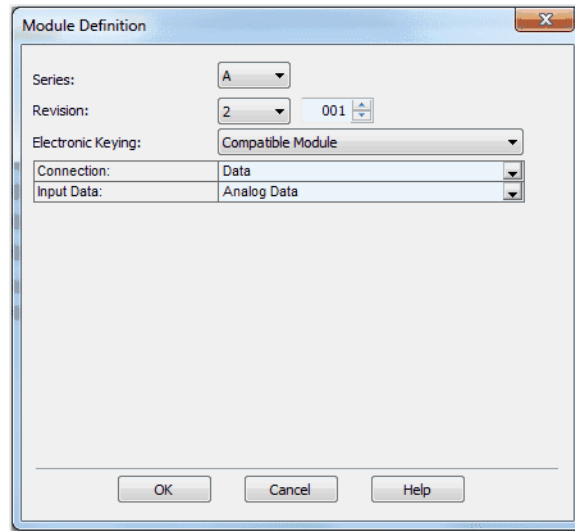 Module Definition
Series: A
Revision: 2 001
Electronic Keying: Compatible Module
Connection: Data
Input Data: Analog Data
OK Cancel Help